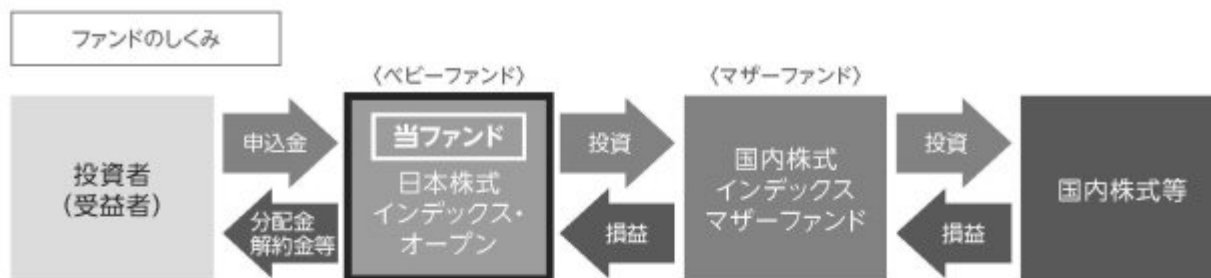 ファンドのしくみ
〈ベビーファンド〉
〈マザーファンド〉
投資者
(受益者)
申込金
分配金
解約金等
当ファンド
日本株式
インデックス・
オープン
投資
損益
国内株式
インデックス
マザーファンド
投資
損益
国内株式等